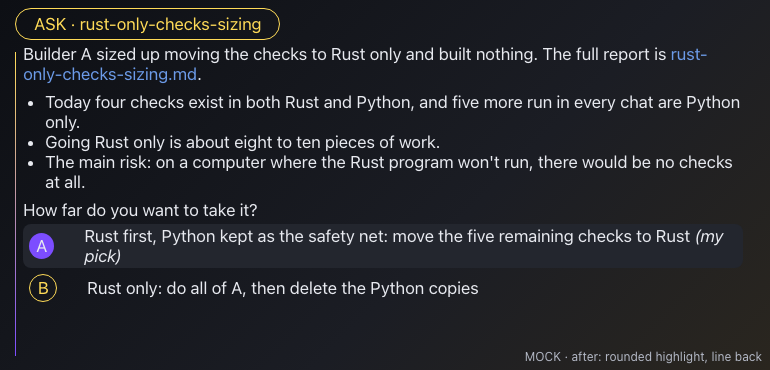 ASK · rust-only-checks-sizing
Builder A sized up moving the checks to Rust only and built nothing. The full report is rust-
only-checks-sizing.md.
• Today four checks exist in both Rust and Python, and five more run in every chat are Python
only.
• Going Rust only is about eight to ten pieces of work.
• The main risk: on a computer where the Rust program won't run, there would be no checks
at all.
How far do you want to take it?
A Rust first, Python kept as the safety net: move the five remaining checks to Rust (my
pick)
B Rust only: do all of A, then delete the Python copies
MOCK · after: rounded highlight, line back